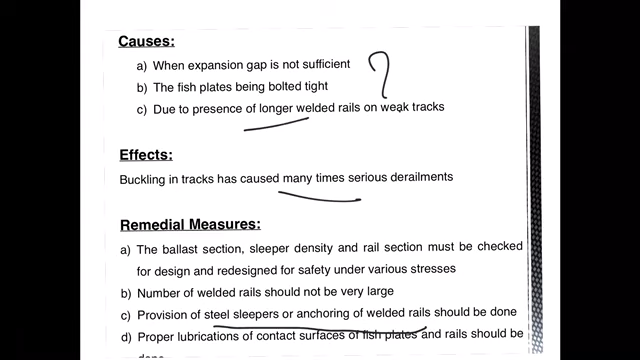 Causes:
a) When expansion gap is not sufficient
b) The fish plates being bolted tight
c) Due to presence of longer welded rails on weak tracks
?
Effects:
Buckling in tracks has caused many times serious derailments
Remedial Measures:
a) The ballast section, sleeper density and rail section must be checked
for design and redesigned for safety under various stresses
b) Number of welded rails should not be very large
c) Provision of steel sleepers or anchoring of welded rails should be done
d) Proper lubrications of contact surfaces of fish plates and rails should be
done